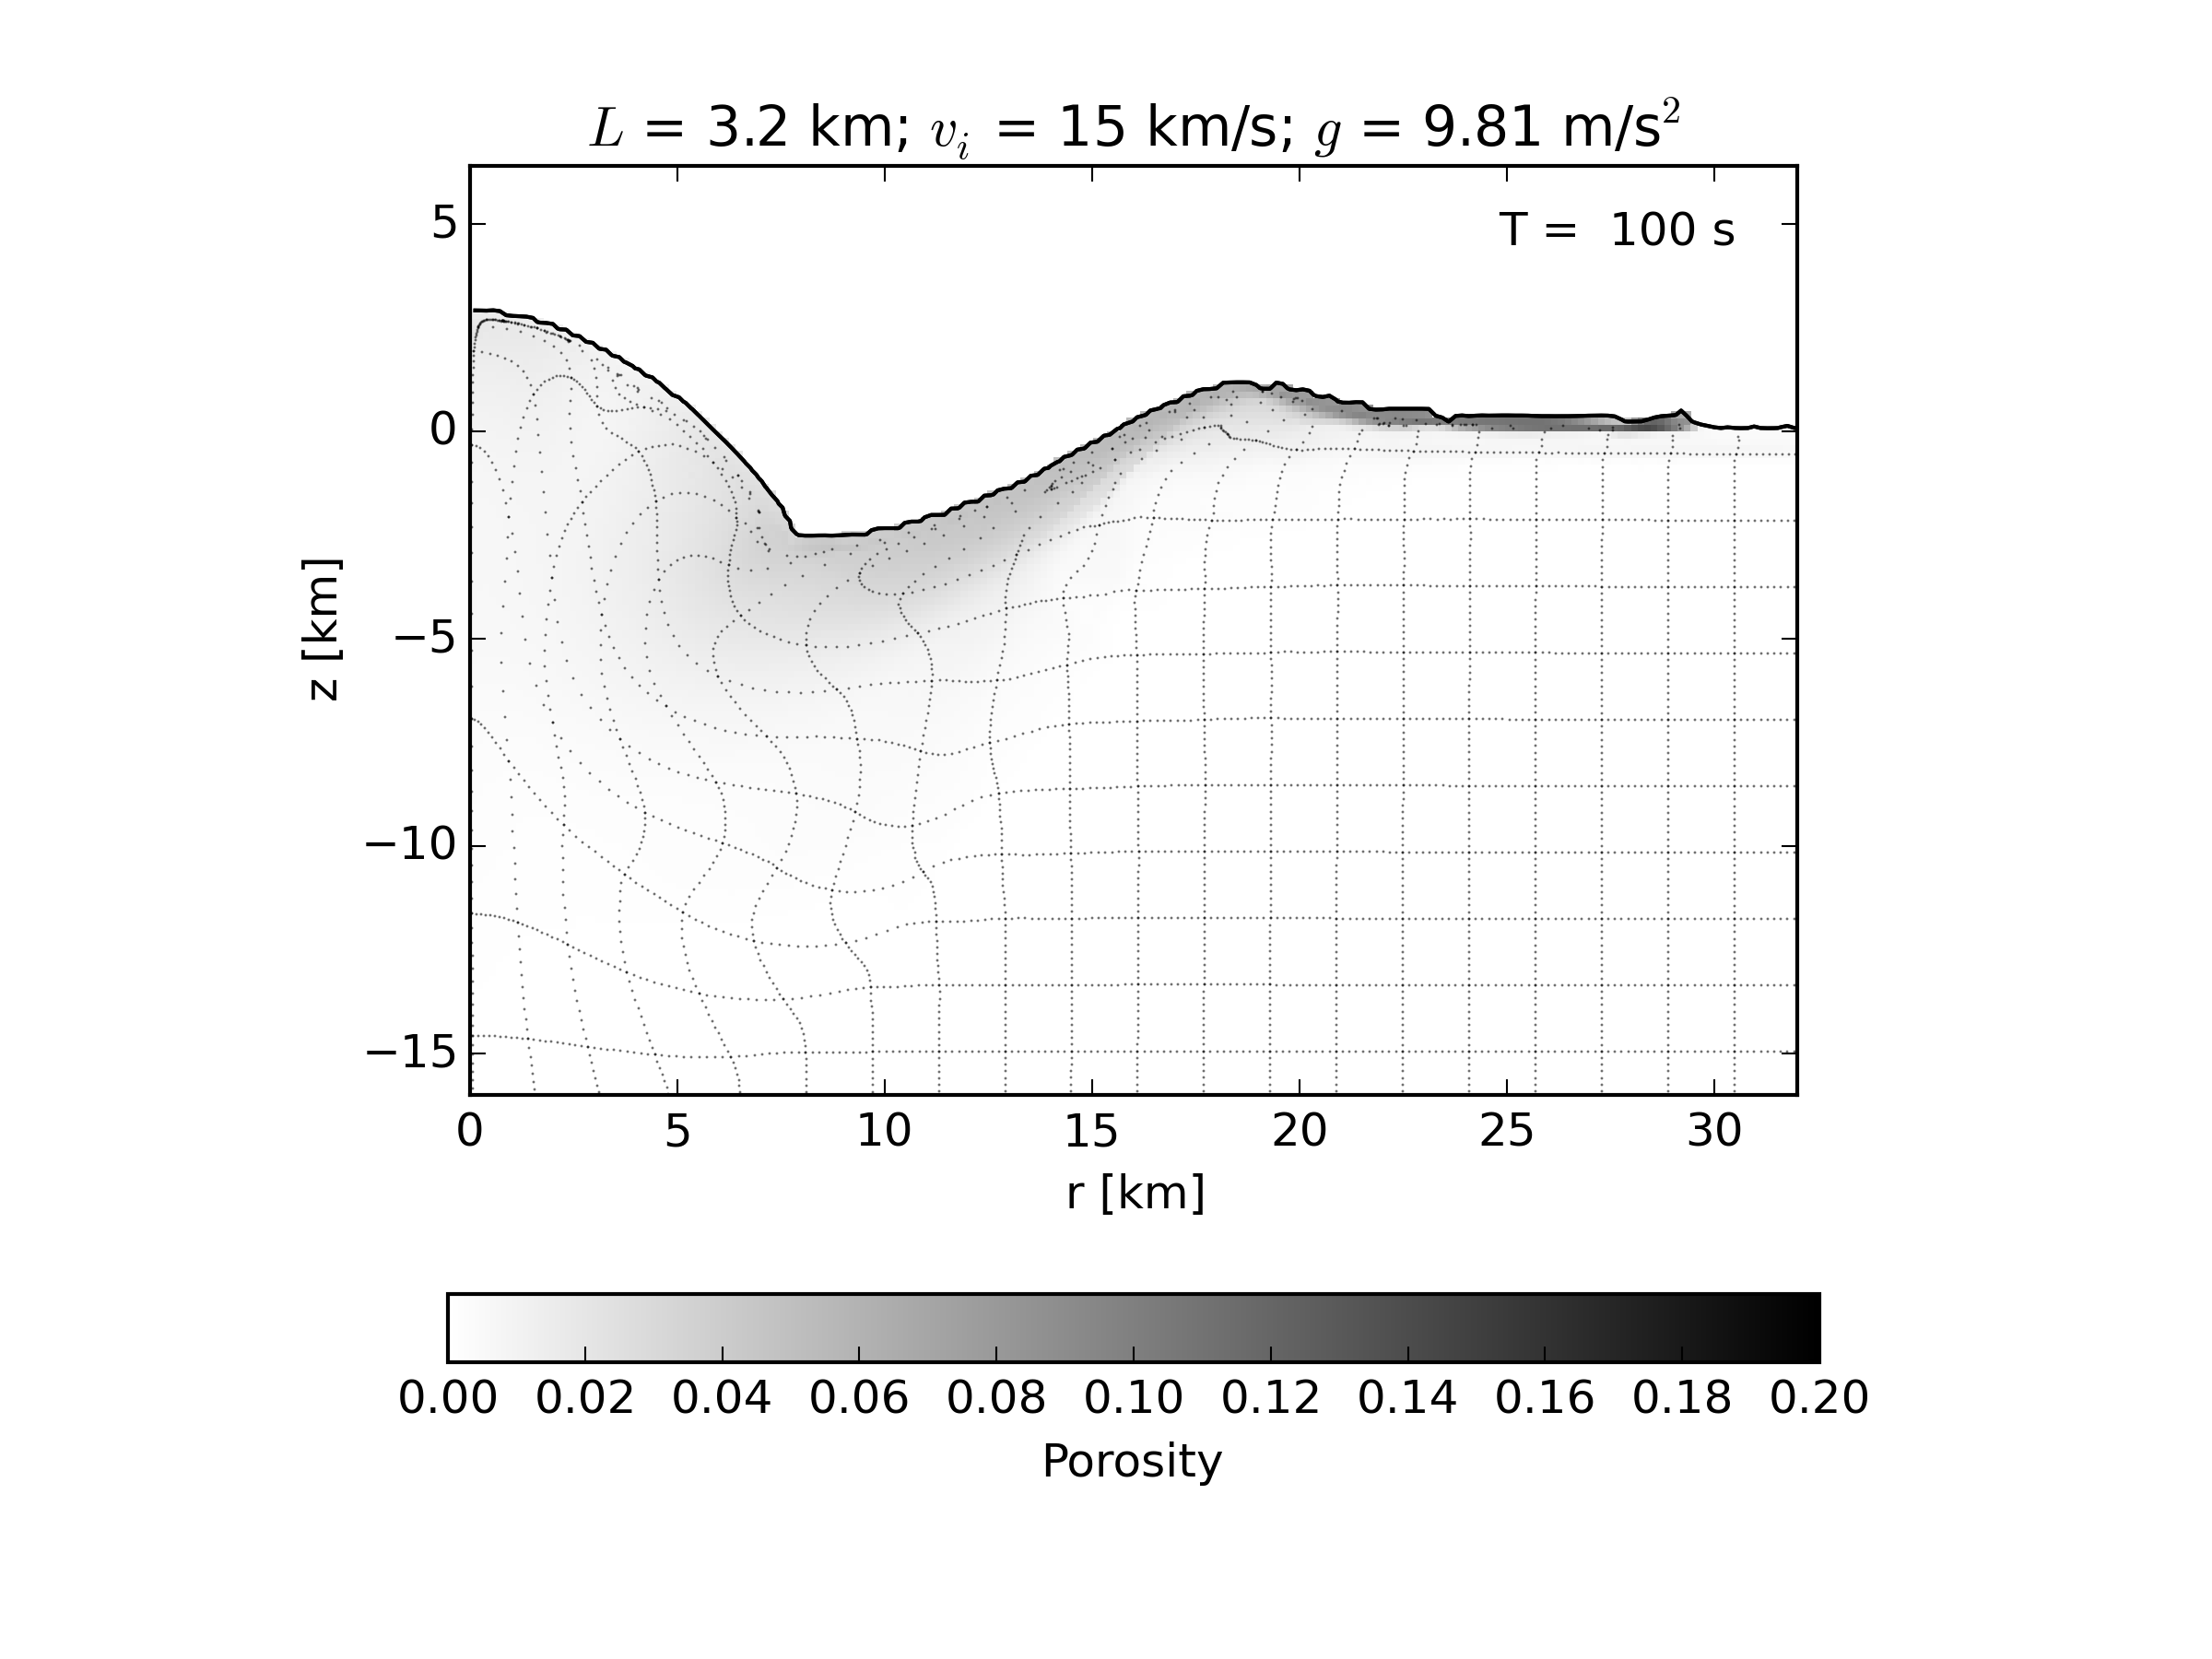 L = 3.2 km; v_i = 15 km/s; g = 9.81 m/s²
T = 100 s
5
0
−5
−10
−15
z [km]
0 5 10 15 20 25 30
r [km]
0.00 0.02 0.04 0.06 0.08 0.10 0.12 0.14 0.16 0.18 0.20
Porosity